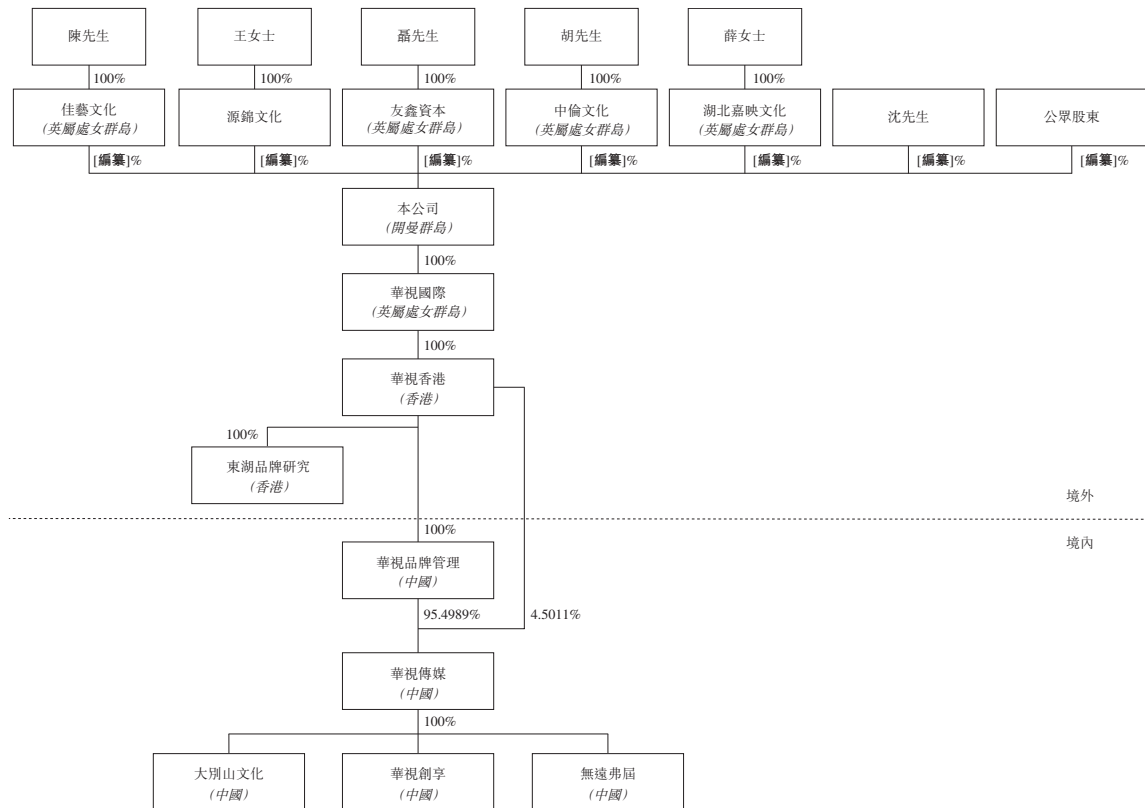 陳先生
王女士
聶先生
胡先生
薛女士
100%
100%
100%
100%
100%
佳藝文化
(英屬處女群島)
源錦文化
友鑫資本
(英屬處女群島)
中倫文化
(英屬處女群島)
湖北嘉映文化
(英屬處女群島)
沈先生
公眾股東
[編纂]%
[編纂]%
[編纂]%
[編纂]%
[編纂]%
[編纂]%
[編纂]%
本公司
(開曼群島)
100%
華視國際
(英屬處女群島)
100%
華視香港
(香港)
100%
東湖品牌研究
(香港)
境外
境內
100%
華視品牌管理
(中國)
95.4989%
4.5011%
華視傳媒
(中國)
100%
大別山文化
(中國)
華視創享
(中國)
無遠弗屆
(中國)